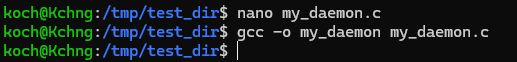 koch@Kchng:/tmp/test_dir$ nano my_daemon.c
koch@Kchng:/tmp/test_dir$ gcc -o my_daemon my_daemon.c
koch@Kchng:/tmp/test_dir$